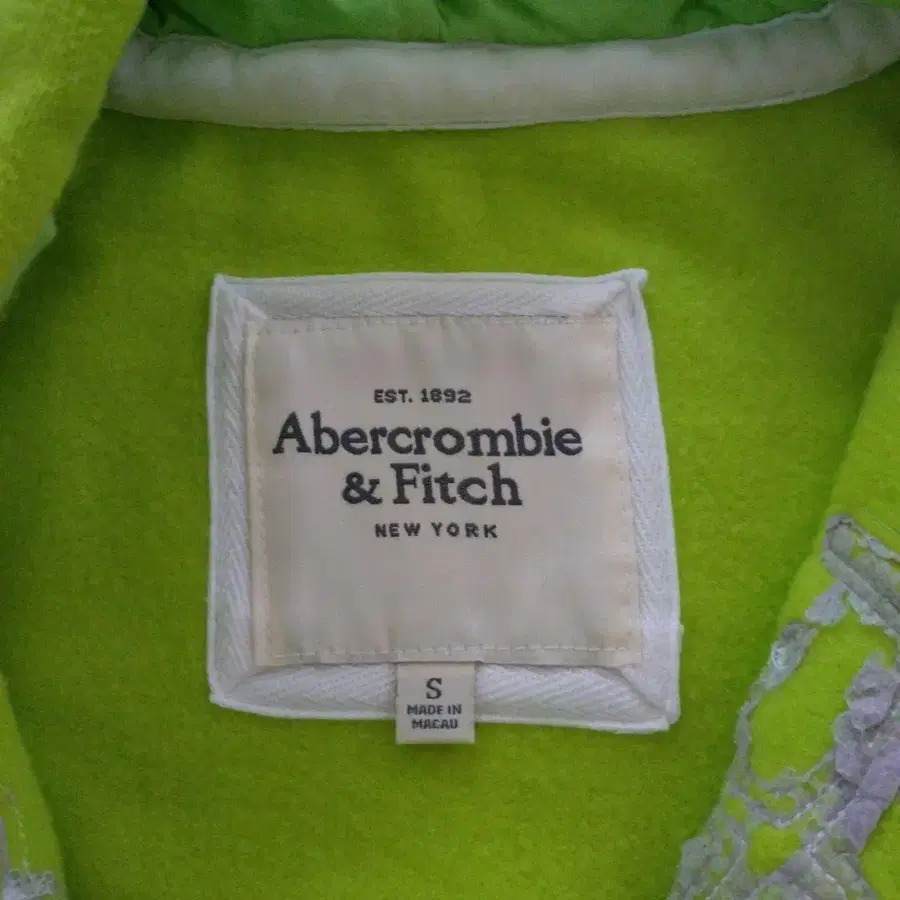 EST. 1892
Abercrombie
& Fitch
NEW YORK
S
MADE IN
MACAU